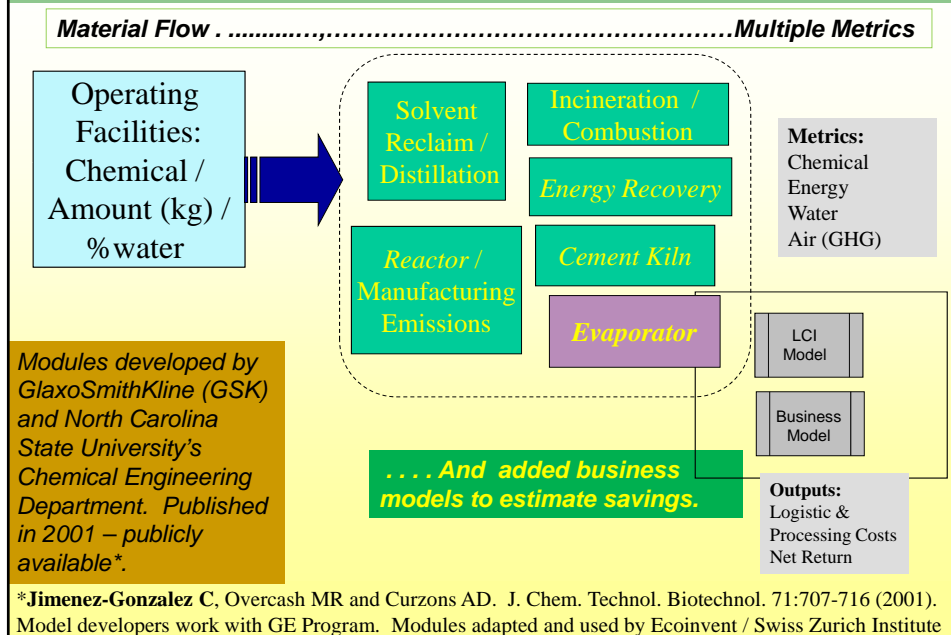 Material Flow . ..........…,……………………………………………Multiple Metrics
Operating
Facilities:
Chemical /
Amount (kg) /
%water
Solvent
Reclaim /
Distillation
Incineration /
Combustion
Energy Recovery
Reactor /
Manufacturing
Emissions
Cement Kiln
Evaporator
Metrics:
Chemical
Energy
Water
Air (GHG)
LCI
Model
Business
Model
Modules developed by
GlaxoSmithKline (GSK)
and North Carolina
State University's
Chemical Engineering
Department. Published
in 2001 – publicly
available*.
. . . . And added business
models to estimate savings.
Outputs:
Logistic &
Processing Costs
Net Return
*Jimenez-Gonzalez C, Overcash MR and Curzons AD. J. Chem. Technol. Biotechnol. 71:707-716 (2001).
Model developers work with GE Program. Modules adapted and used by Ecoinvent / Swiss Zurich Institute